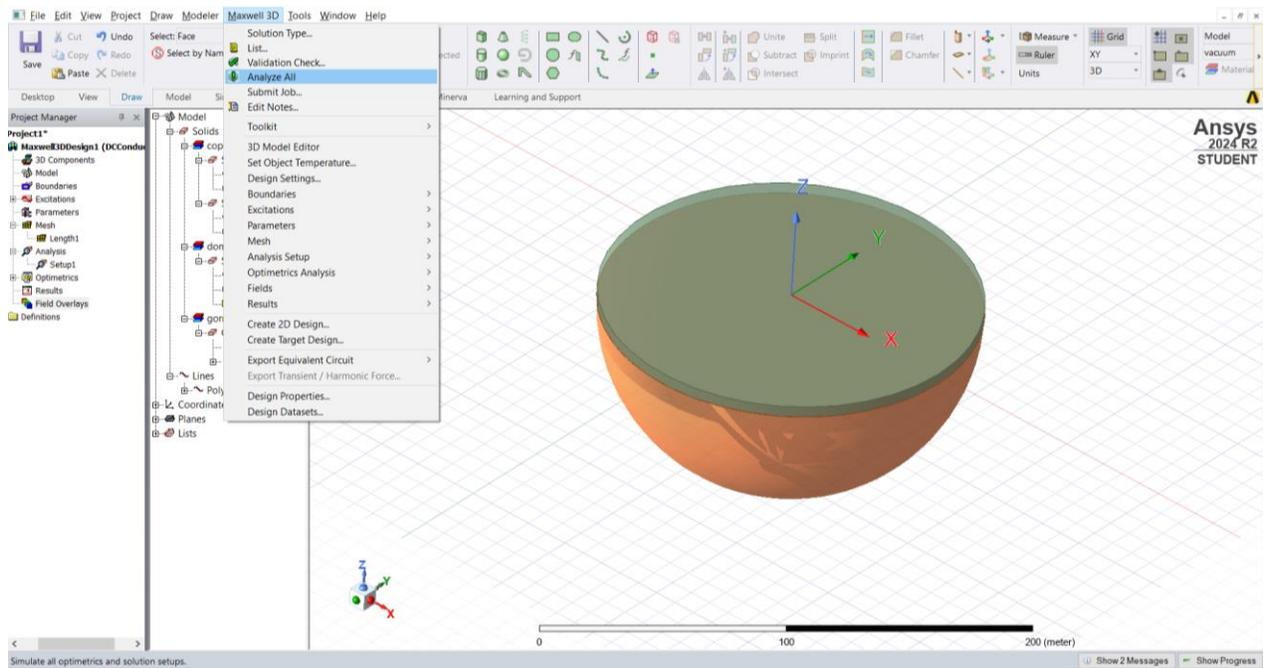 File Edit View Project Draw Modeler Maxwell 3D Tools Window Help
Save
Cut
Copy
Paste
Undo
Redo
Delete
Select: Face
Select by Nam
ected
Unite
Subtract
Intersect
Split
Imprint
Fillet
Chamfer
Measure
Ruler
Units
Grid
XY
3D
Model
vacuum
Material
Desktop View Draw Model Si Minerva Learning and Support
Project Manager
Project1*
Maxwell3DDesign1 (DCCondu
3D Components
Model
Boundaries
Excitations
Parameters
Mesh
Length1
Analysis
Setup1
Optimetrics
Results
Field Overlays
Definitions
Model
Solids
cop
don
gon
Lines
Poly
Coordinat
Planes
Lists
Solution Type...
List...
Validation Check...
Analyze All
Submit Job...
Edit Notes...
Toolkit
3D Model Editor
Set Object Temperature...
Design Settings...
Boundaries
Excitations
Parameters
Mesh
Analysis Setup
Optimetrics Analysis
Fields
Results
Create 2D Design...
Create Target Design...
Export Equivalent Circuit
Export Transient / Harmonic Force...
Design Properties...
Design Datasets...
Ansys
2024 R2
STUDENT
Z
Y
X
Z
Y
X
0 100 200 (meter)
Simulate all optimetrics and solution setups.
Show 2 Messages
Show Progress